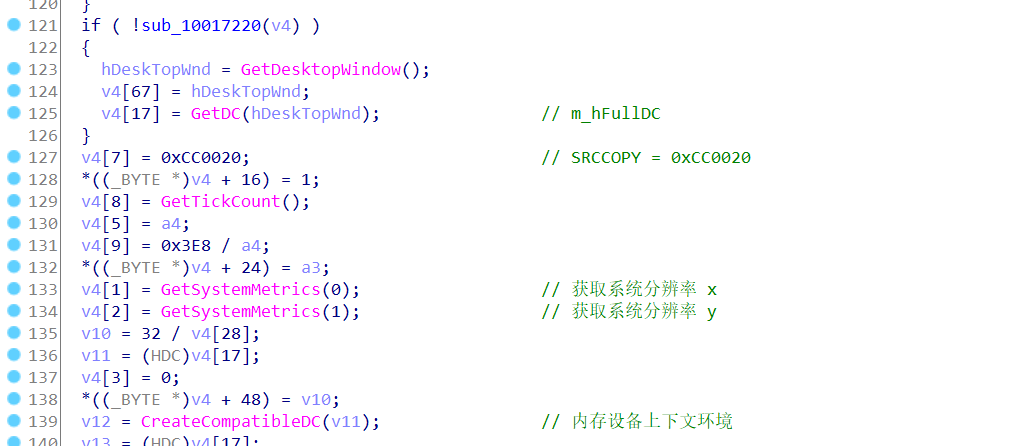 120 }
121 if ( !sub_10017220(v4) )
122 {
123 hDeskTopWnd = GetDesktopWindow();
124 v4[67] = hDeskTopWnd;
125 v4[17] = GetDC(hDeskTopWnd); // m_hFullDC
126 }
127 v4[7] = 0xCC0020; // SRCCOPY = 0xCC0020
128 *((_BYTE *)v4 + 16) = 1;
129 v4[8] = GetTickCount();
130 v4[5] = a4;
131 v4[9] = 0x3E8 / a4;
132 *((_BYTE *)v4 + 24) = a3;
133 v4[1] = GetSystemMetrics(0); // 获取系统分辨率 x
134 v4[2] = GetSystemMetrics(1); // 获取系统分辨率 y
135 v10 = 32 / v4[28];
136 v11 = (HDC)v4[17];
137 v4[3] = 0;
138 *((_BYTE *)v4 + 48) = v10;
139 v12 = CreateCompatibleDC(v11); // 内存设备上下文环境
140 v13 = (HDC)v4[17];